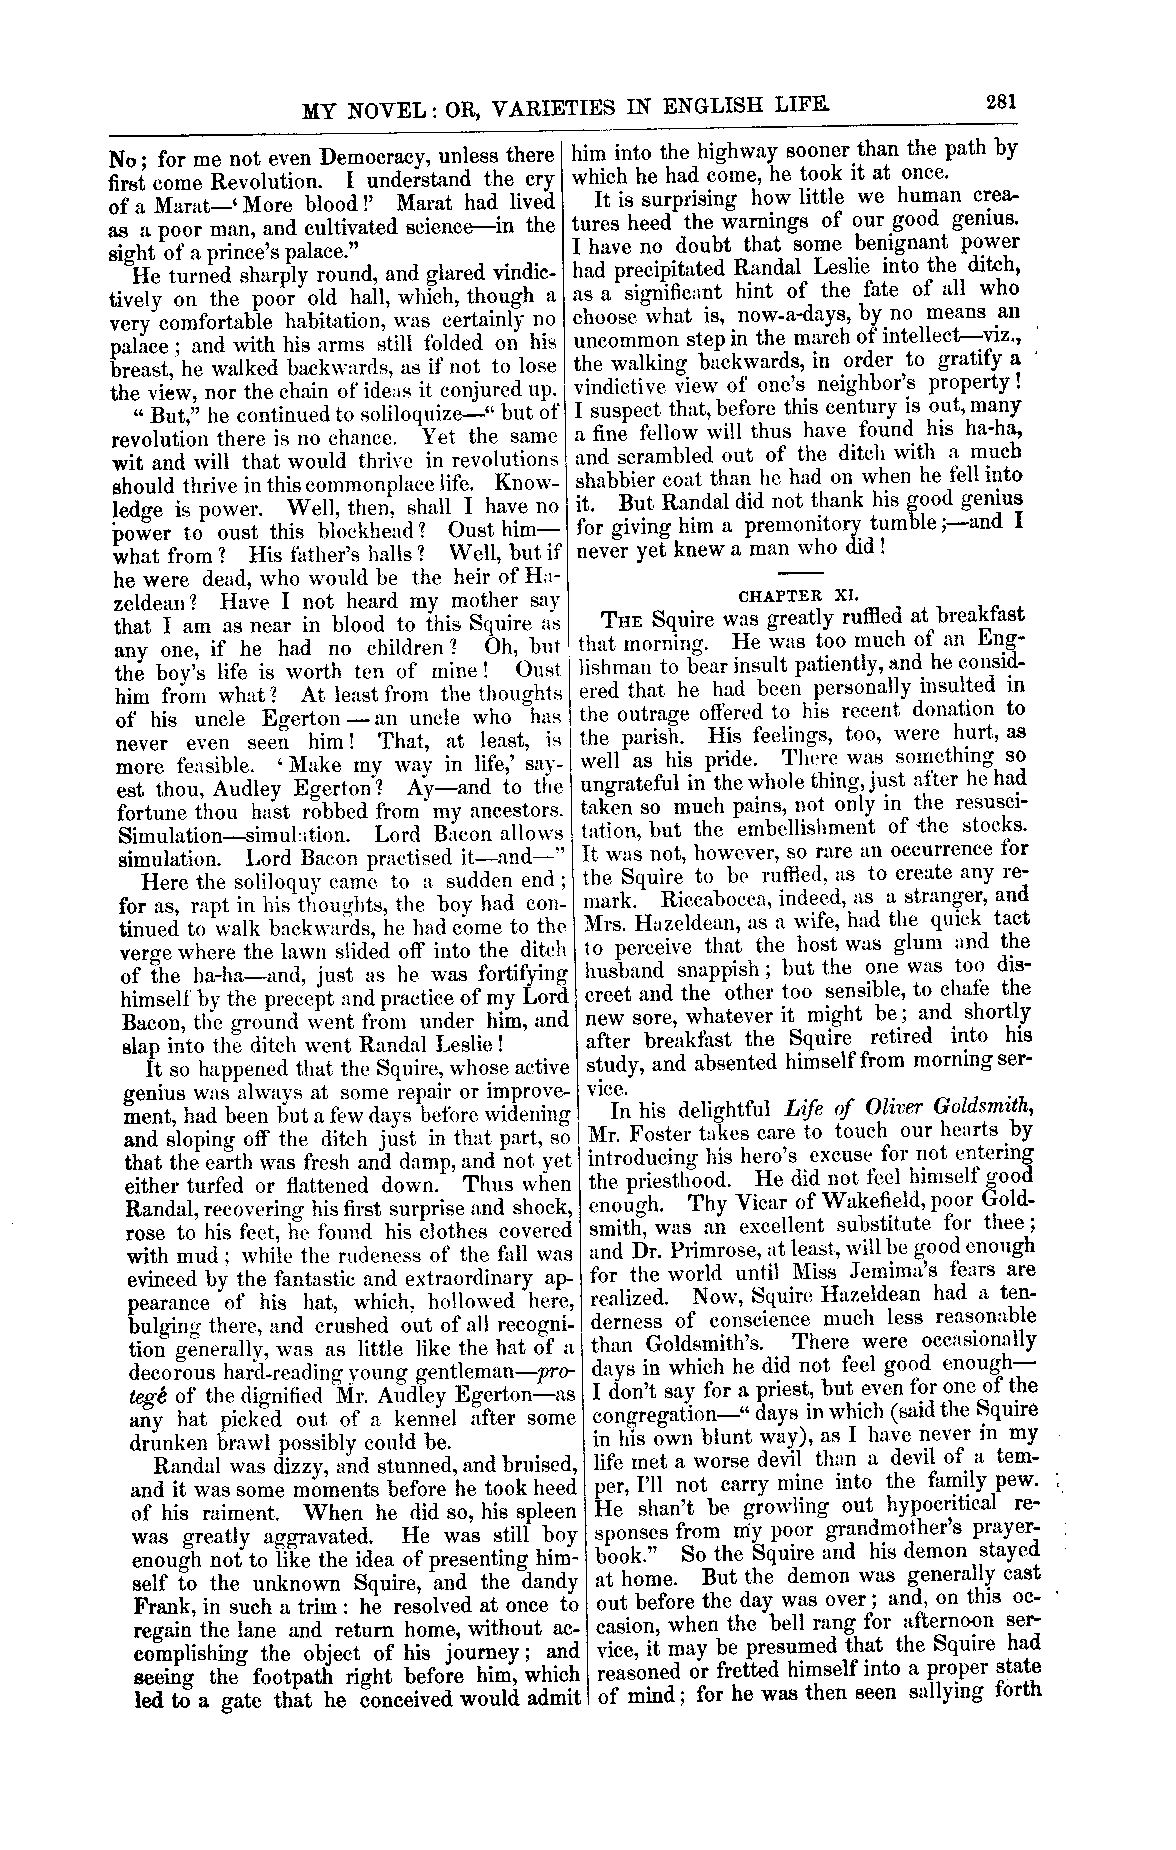 MY NOVEL: OR, VARIETIES IN ENGLISH LIFE.
281
No; for me not even Democracy, unless there
first come Revolution. I understand the cry
of a Marat—‘More blood!’ Marat had lived
as a poor man, and cultivated science—in the
sight of a prince's palace.”
He turned sharply round, and glared vindic-
tively on the poor old hall, which, though a
very comfortable habitation, was certainly no
palace; and with his arms still folded on his
breast, he walked backwards, as if not to lose
the view, nor the chain of ideas it conjured up.
“But,” he continued to soliloquize—“but of
revolution there is no chance. Yet the same
wit and will that would thrive in revolutions
should thrive in this commonplace life. Know-
ledge is power. Well, then, shall I have no
power to oust this blockhead? Oust him—
what from? His father's halls? Well, but if
he were dead, who would be the heir of Ha-
zeldean? Have I not heard my mother say
that I am as near in blood to this Squire as
any one, if he had no children? Oh, but
the boy's life is worth ten of mine! Oust
him from what? At least from the thoughts
of his uncle Egerton—an uncle who has
never even seen him! That, at least, is
more feasible. ‘Make my way in life,’ say-
est thou, Audley Egerton? Ay—and to the
fortune thou hast robbed from my ancestors.
Simulation—simulation. Lord Bacon allows
simulation. Lord Bacon practised it—and—”
Here the soliloquy came to a sudden end;
for as, rapt in his thoughts, the boy had con-
tinued to walk backwards, he had come to the
verge where the lawn slided off into the ditch
of the ha-ha—and, just as he was fortifying
himself by the precept and practice of my Lord
Bacon, the ground went from under him, and
slap into the ditch went Randal Leslie!
It so happened that the Squire, whose active
genius was always at some repair or improve-
ment, had been but a few days before widening
and sloping off the ditch just in that part, so
that the earth was fresh and damp, and not yet
either turfed or flattened down. Thus when
Randal, recovering his first surprise and shock,
rose to his feet, he found his clothes covered
with mud; while the rudeness of the fall was
evinced by the fantastic and extraordinary ap-
pearance of his hat, which, hollowed here,
bulging there, and crushed out of all recogni-
tion generally, was as little like the hat of a
decorous hard-reading young gentleman—pro-
tegé of the dignified Mr. Audley Egerton—as
any hat picked out of a kennel after some
drunken brawl possibly could be.
Randal was dizzy, and stunned, and bruised,
and it was some moments before he took heed
of his raiment. When he did so, his spleen
was greatly aggravated. He was still boy
enough not to like the idea of presenting him-
self to the unknown Squire, and the dandy
Frank, in such a trim: he resolved at once to
regain the lane and return home, without ac-
complishing the object of his journey; and
seeing the footpath right before him, which
led to a gate that he conceived would admit
him into the highway sooner than the path by
which he had come, he took it at once.
It is surprising how little we human crea-
tures heed the warnings of our good genius.
I have no doubt that some benignant power
had precipitated Randal Leslie into the ditch,
as a significant hint of the fate of all who
choose what is, now-a-days, by no means an
uncommon step in the march of intellect—viz.,
the walking backwards, in order to gratify a
vindictive view of one's neighbor's property!
I suspect that, before this century is out, many
a fine fellow will thus have found his ha-ha,
and scrambled out of the ditch with a much
shabbier coat than he had on when he fell into
it. But Randal did not thank his good genius
for giving him a premonitory tumble;—and I
never yet knew a man who did!
CHAPTER XI.
THE Squire was greatly ruffled at breakfast
that morning. He was too much of an Eng-
lishman to bear insult patiently, and he consid-
ered that he had been personally insulted in
the outrage offered to his recent donation to
the parish. His feelings, too, were hurt, as
well as his pride. There was something so
ungrateful in the whole thing, just after he had
taken so much pains, not only in the resusci-
tation, but the embellishment of the stocks.
It was not, however, so rare an occurrence for
the Squire to be ruffled, as to create any re-
mark. Riccabocca, indeed, as a stranger, and
Mrs. Hazeldean, as a wife, had the quick tact
to perceive that the host was glum and the
husband snappish; but the one was too dis-
creet and the other too sensible, to chafe the
new sore, whatever it might be; and shortly
after breakfast the Squire retired into his
study, and absented himself from morning ser-
vice.
In his delightful Life of Oliver Goldsmith,
Mr. Foster takes care to touch our hearts by
introducing his hero's excuse for not entering
the priesthood. He did not feel himself good
enough. Thy Vicar of Wakefield, poor Gold-
smith, was an excellent substitute for thee;
and Dr. Primrose, at least, will be good enough
for the world until Miss Jemima's fears are
realized. Now, Squire Hazeldean had a ten-
derness of conscience much less reasonable
than Goldsmith's. There were occasionally
days in which he did not feel good enough—
I don't say for a priest, but even for one of the
congregation—“days in which (said the Squire
in his own blunt way), as I have never in my
life met a worse devil than a devil of a tem-
per, I'll not carry mine into the family pew.
He shan't be growling out hypocritical re-
sponses from my poor grandmother's prayer-
book.” So the Squire and his demon stayed
at home. But the demon was generally cast
out before the day was over; and, on this oc-
casion, when the bell rang for afternoon ser-
vice, it may be presumed that the Squire had
reasoned or fretted himself into a proper state
of mind; for he was then seen sallying forth